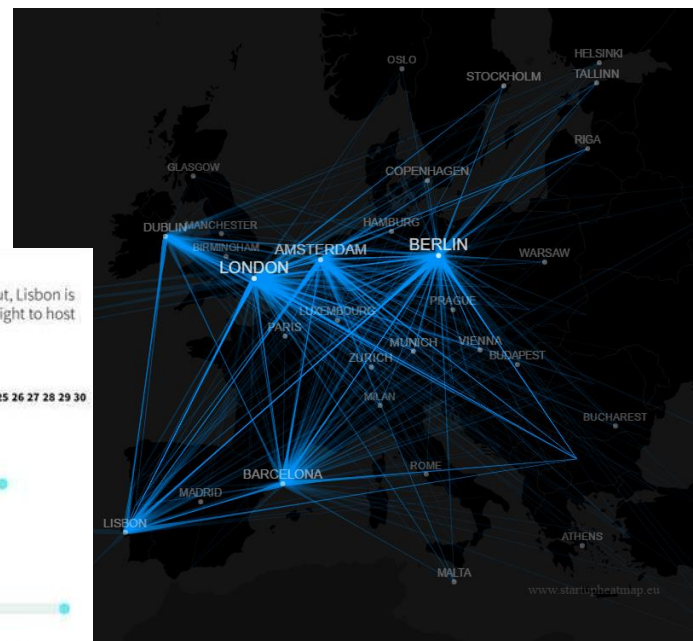 OSLO
HELSINKI
STOCKHOLM
TALLINN
RIGA
GLASGOW
COPENHAGEN
DUBLIN
MANCHESTER
HAMBURG
BIRMINGHAM
AMSTERDAM
BERLIN
WARSAW
LONDON
LUXEMBOURG
PRAGUE
PARIS
MUNICH
VIENNA
ZURICH
BUDAPEST
MILAN
BUCHAREST
BARCELONA
ROME
MADRID
LISBON
ATHENS
MALTA
www.startupheatmap.eu
ut, Lisbon is
ight to host
25 26 27 28 29 30